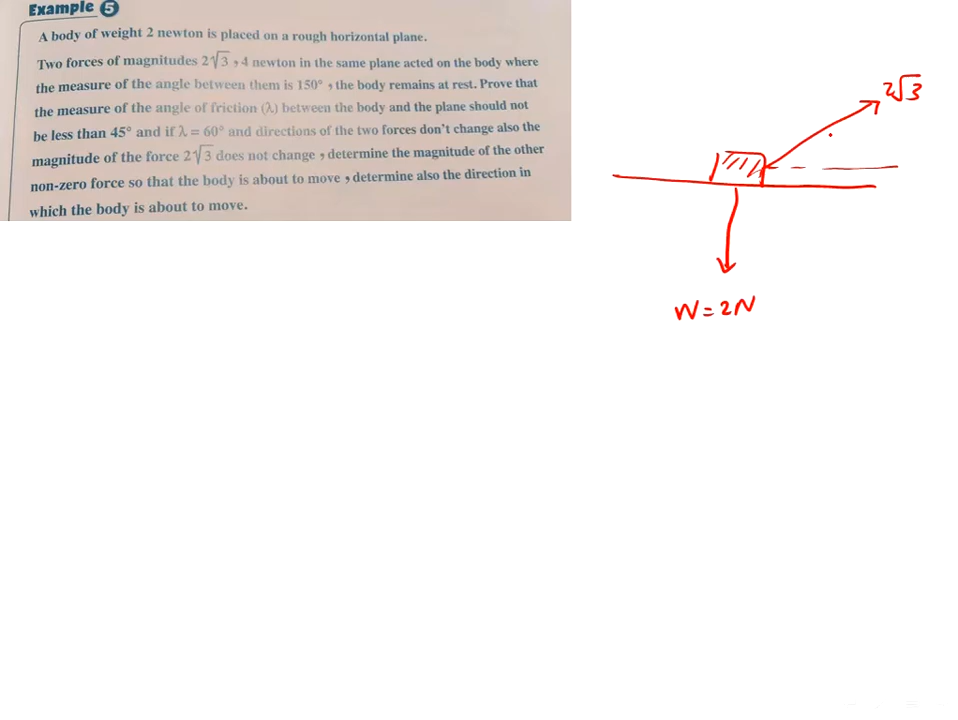 Example 5
A body of weight 2 newton is placed on a rough horizontal plane.
Two forces of magnitudes 2√3 , 4 newton in the same plane acted on the body where
the measure of the angle between them is 150° , the body remains at rest. Prove that
the measure of the angle of friction (λ) between the body and the plane should not
be less than 45° and if λ = 60° and directions of the two forces don't change also the
magnitude of the force 2√3 does not change , determine the magnitude of the other
non-zero force so that the body is about to move , determine also the direction in
which the body is about to move.
2√3
W = 2N